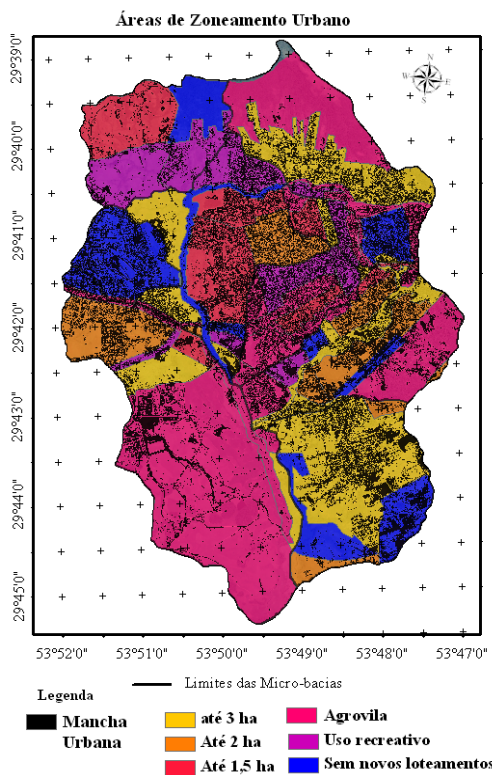 Áreas de Zoneamento Urbano
29°39'0"
29°40'0"
29°41'0"
29°42'0"
29°43'0"
29°44'0"
29°45'0"
N
W E
S
53°52'0" 53°51'0" 53°50'0" 53°49'0" 53°48'0" 53°47'0"
Limites das Micro-bacias
Legenda
Mancha
Urbana
até 3 ha
Até 2 ha
Até 1,5 ha
Agrovila
Uso recreativo
Sem novos loteamentos